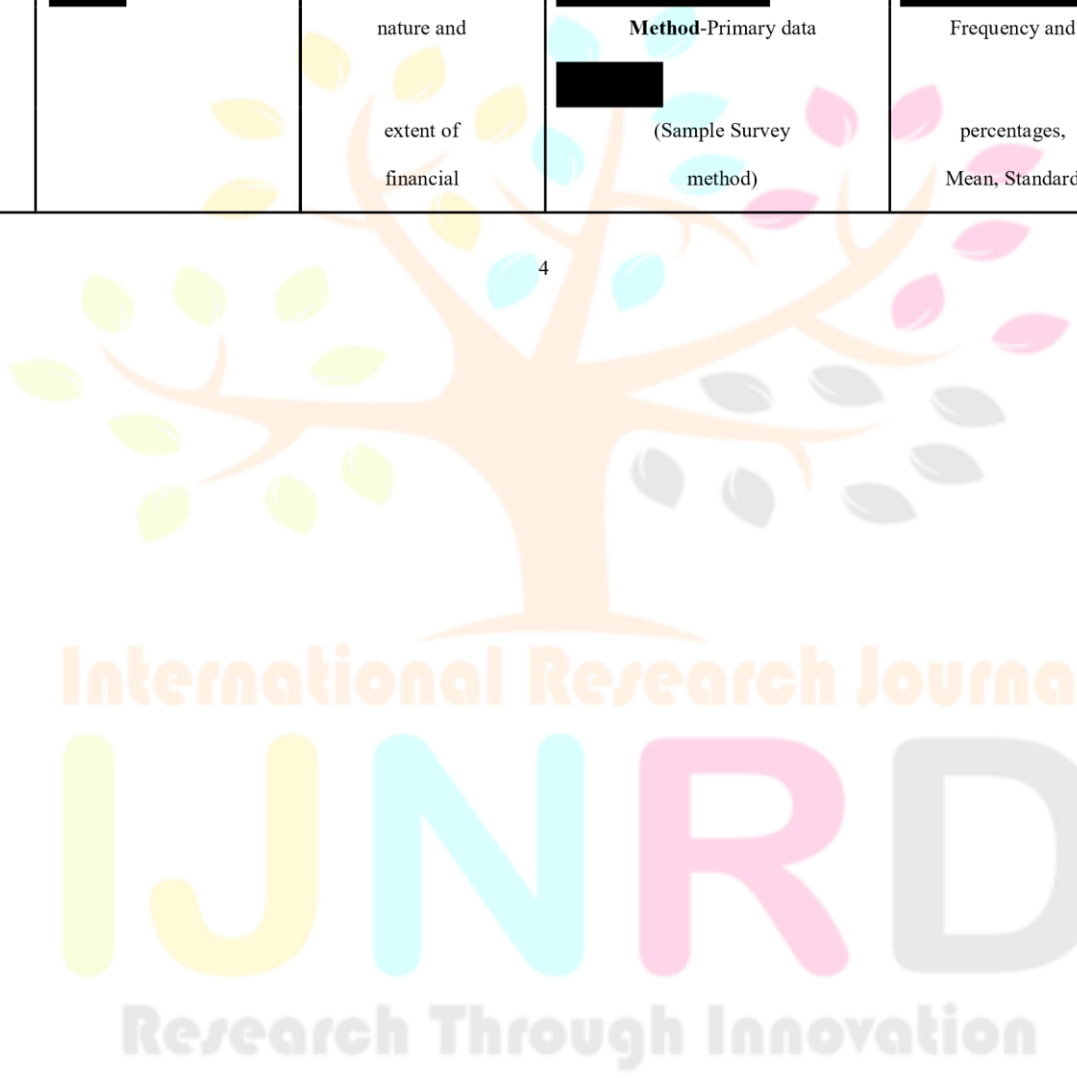 nature and
extent of
financial
Method-Primary data
(Sample Survey
method)
Frequency and
percentages,
Mean, Standard
4
International Research Journa
IJNRD
Research Through Innovation